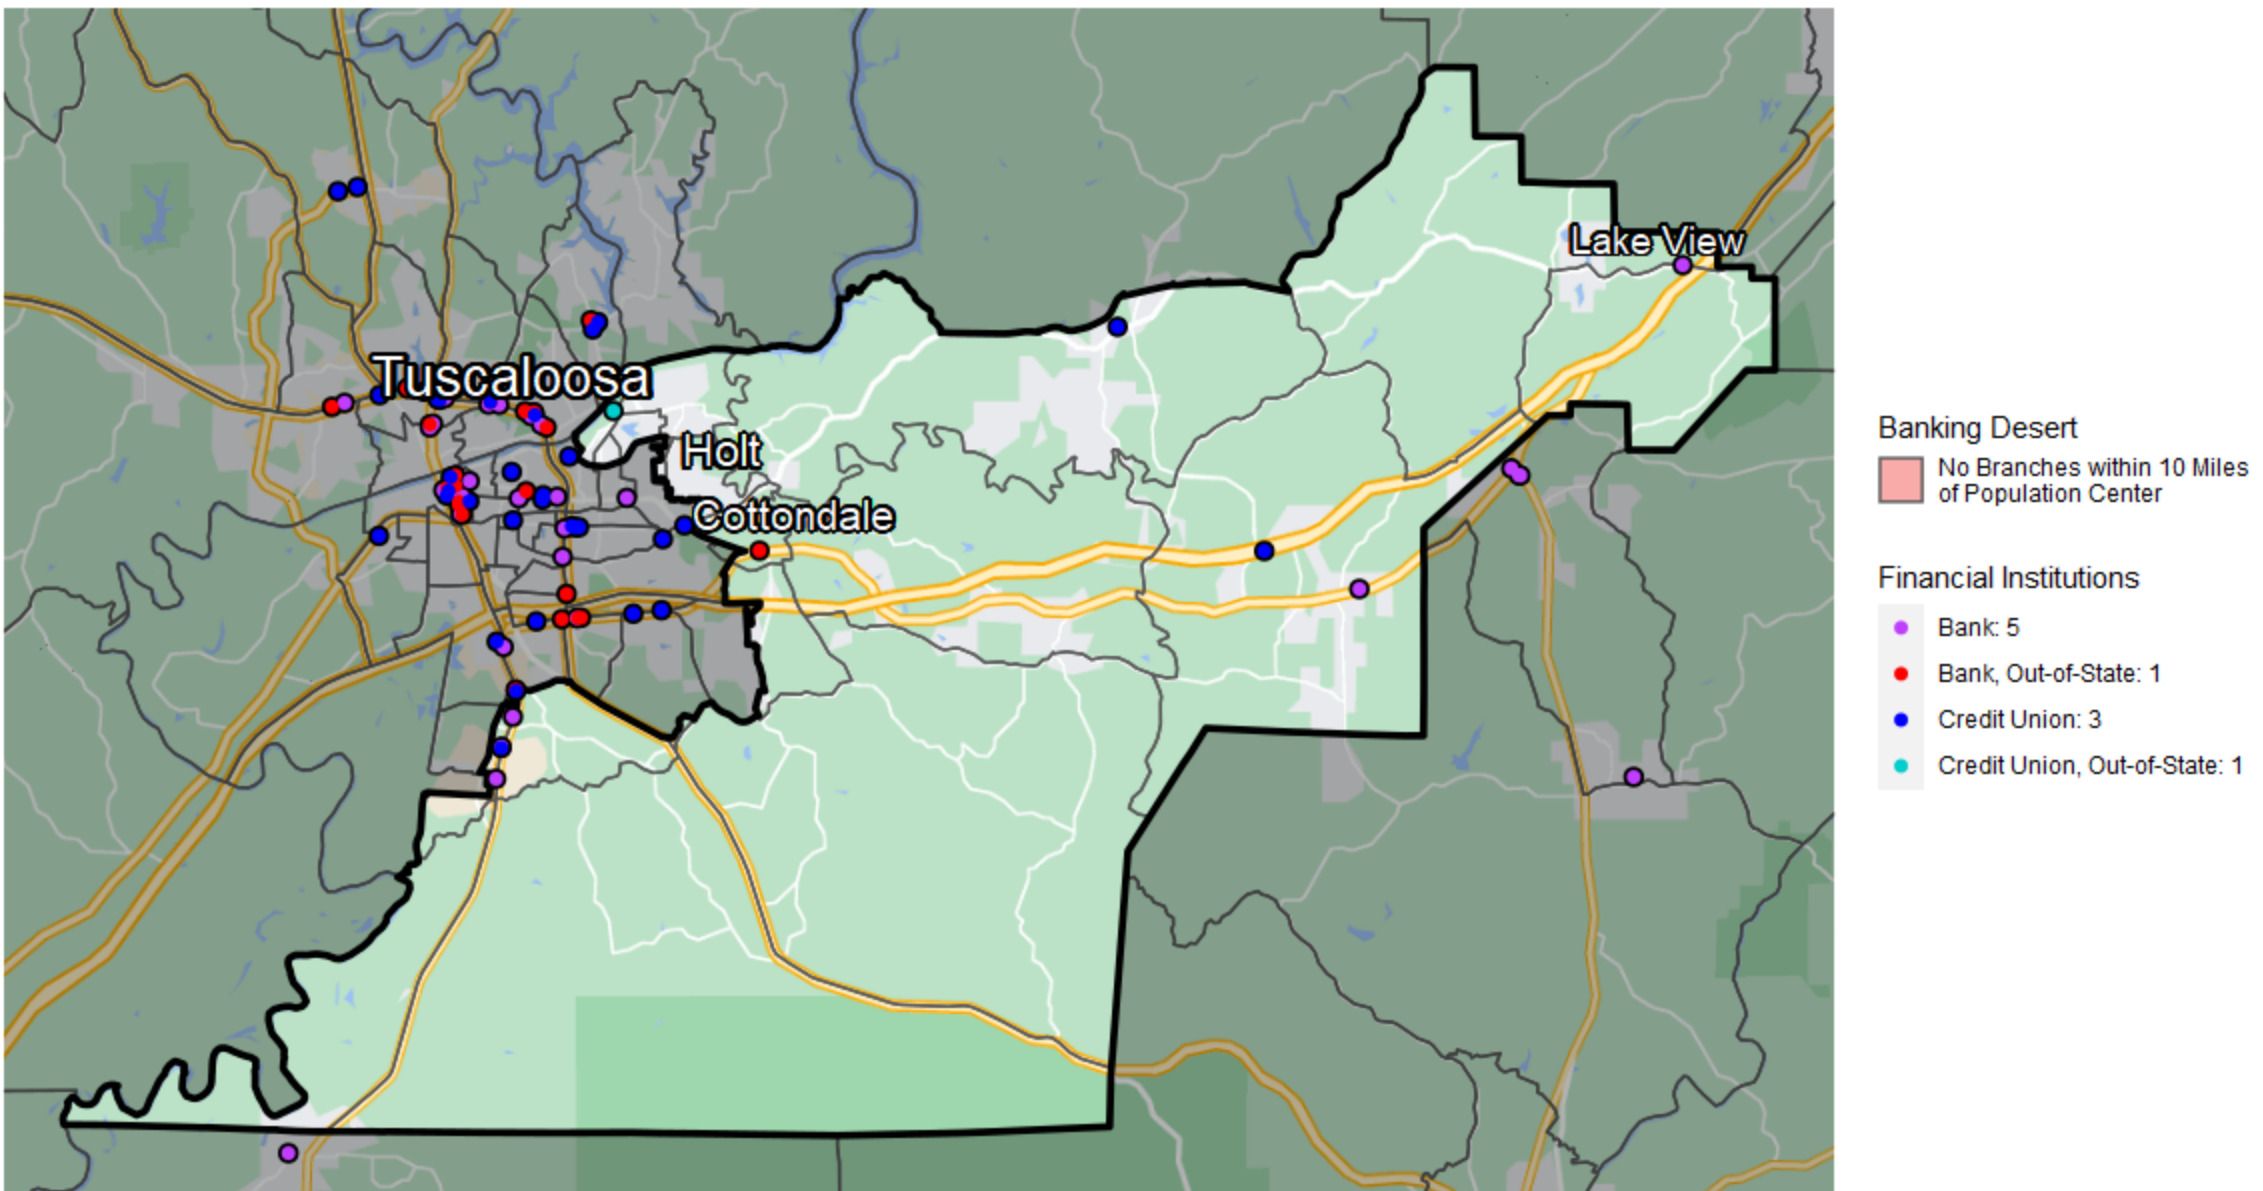 Lake View
Tuscaloosa
Holt
Cottondale
Banking Desert
No Branches within 10 Miles
of Population Center
Financial Institutions
Bank: 5
Bank, Out-of-State: 1
Credit Union: 3
Credit Union, Out-of-State: 1